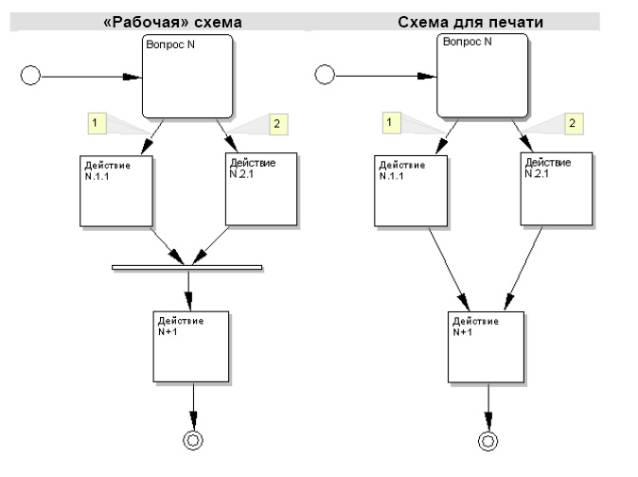 «Рабочая» схема
Схема для печати
Вопрос N
Вопрос N
1
2
1
2
Действие
N.1.1
Действие
N.2.1
Действие
N.1.1
Действие
N.2.1
Действие
N+1
Действие
N+1